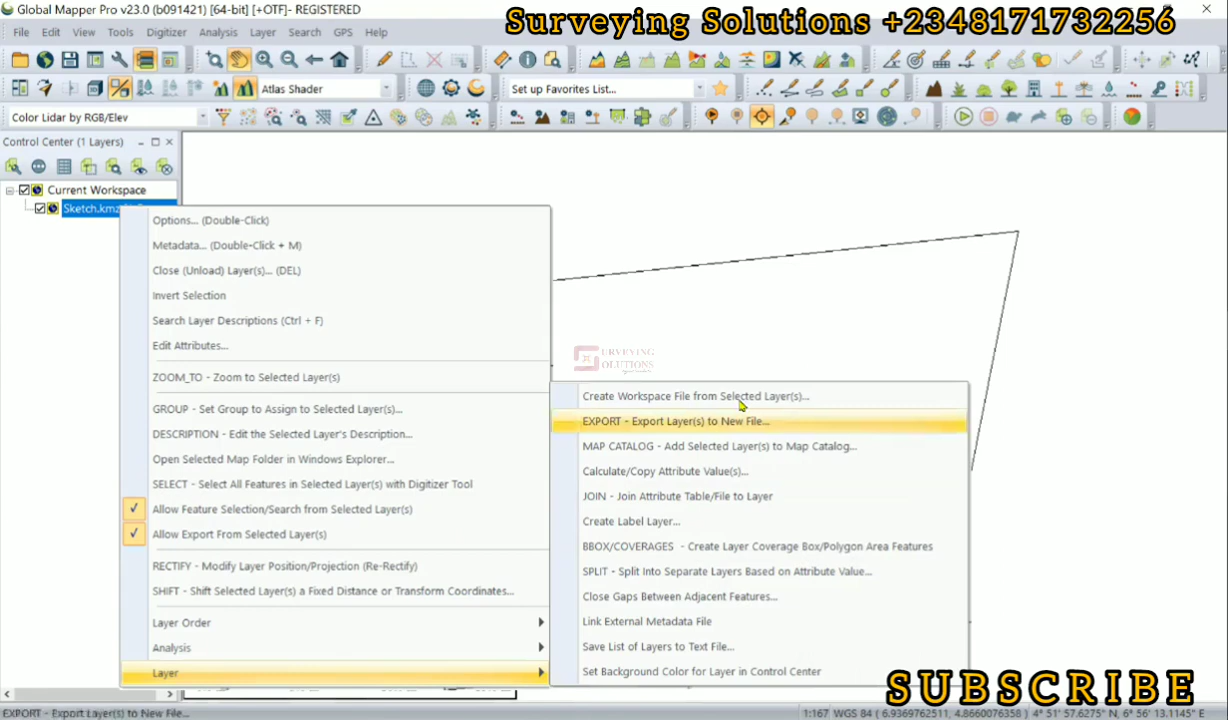 Global Mapper Pro v23.0 (b091421) [64-bit] [+OTF]- REGISTERED
Surveying Solutions +2348171732256
File Edit View Tools Digitizer Analysis Layer Search GPS Help
Atlas Shader
Set up Favorites List...
Color Lidar by RGB/Elev
Control Center (1 Layers)
Current Workspace
Sketch.kmz
Options... (Double-Click)
Metadata... (Double-Click + M)
Close (Unload) Layer(s)... (DEL)
Invert Selection
Search Layer Descriptions (Ctrl + F)
Edit Attributes...
ZOOM_TO - Zoom to Selected Layer(s)
GROUP - Set Group to Assign to Selected Layer(s)...
DESCRIPTION - Edit the Selected Layer's Description...
Open Selected Map Folder in Windows Explorer...
SELECT - Select All Features in Selected Layer(s) with Digitizer Tool
Allow Feature Selection/Search from Selected Layer(s)
Allow Export From Selected Layer(s)
RECTIFY - Modify Layer Position/Projection (Re-Rectify)
SHIFT - Shift Selected Layer(s) a Fixed Distance or Transform Coordinates...
Layer Order
Analysis
Layer
SURVEYING
SOLUTIONS
Create Workspace File from Selected Layer(s)...
EXPORT - Export Layer(s) to New File...
MAP CATALOG - Add Selected Layer(s) to Map Catalog...
Calculate/Copy Attribute Value(s)...
JOIN - Join Attribute Table/File to Layer
Create Label Layer...
BBOX/COVERAGES - Create Layer Coverage Box/Polygon Area Features
SPLIT - Split Into Separate Layers Based on Attribute Value...
Close Gaps Between Adjacent Features...
Link External Metadata File
Save List of Layers to Text File...
Set Background Color for Layer in Control Center
SUBSCRIBE
EXPORT - Export Layer(s) to New File...
1:167 WGS 84 ( 6.9369762511, 4.8660076358 ) 4° 51' 57.6275" N, 6° 56' 13.1145" E